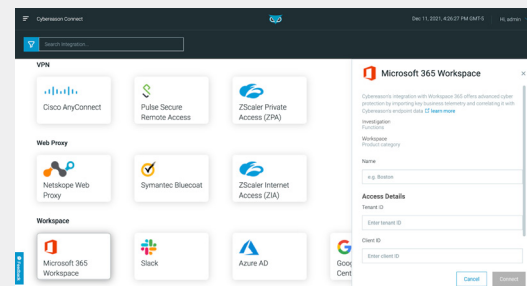 Cybereason Connect
Dec 11, 2021, 4:26:27 PM GMT-5
Hi, admin
Search Integration...
VPN
Cisco AnyConnect
Pulse Secure
Remote Access
ZScaler Private
Access (ZPA)
Web Proxy
Netskope Web
Proxy
Symantec Bluecoat
ZScaler Internet
Access (ZIA)
Workspace
Microsoft 365
Workspace
Slack
Azure AD
Goog
Cent
Feedback
Microsoft 365 Workspace
Cybereason's integration with Workspace 365 offers advanced cyber
protection by importing key business telemetry and correlating it with
Cybereason's endpoint data. learn more
Investigation
Functions
Workspace
Product category
Name
e.g. Boston
Access Details
Tenant ID
Enter tenant ID
Client ID
Enter client ID
Cancel
Connect